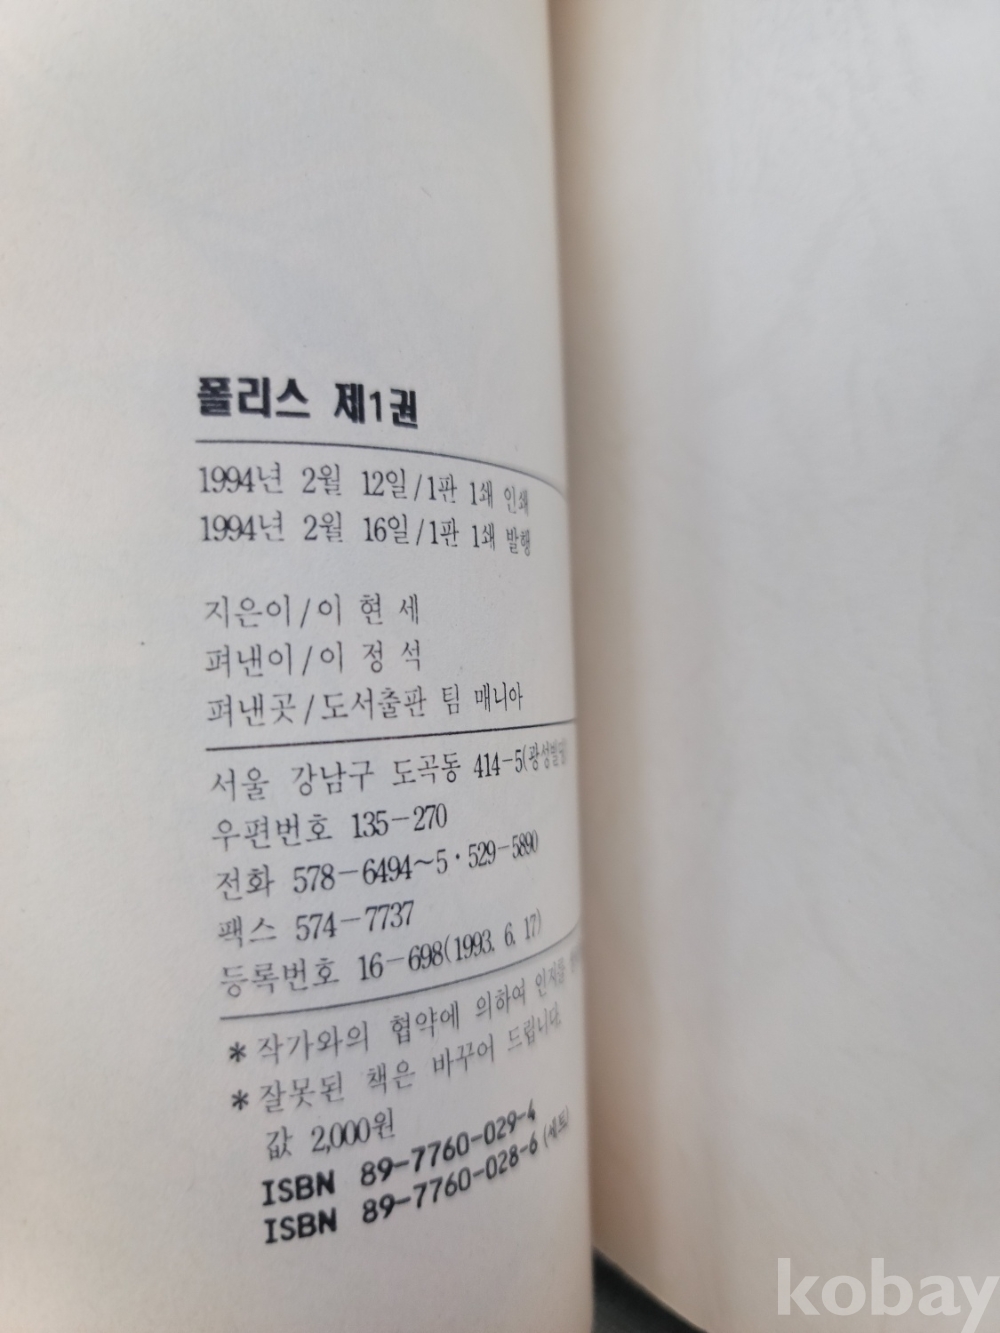 폴리스 제1권
1994년 2월 12일/1판 1쇄 인쇄
1994년 2월 16일/1판 1쇄 발행
지은이/이 현 세
펴낸이/이 정 석
펴낸곳/도서출판 팀 매니아
서울 강남구 도곡동 414-5(광성빌딩)
우편번호 135-270
전화 578-6494~5·529-5890
팩스 574-7737
등록번호 16-698(1993. 6. 17)
*작가와의 협약에 의하여 인지를
*잘못된 책은 바꾸어 드립니다.
값 2,000원
ISBN 89-7760-029-4
ISBN 89-7760-028-6 (세트)
kobay